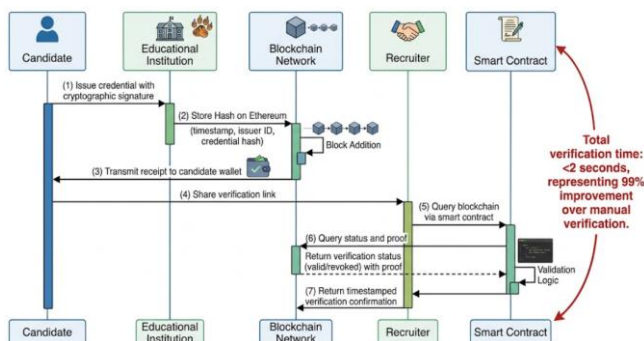 Candidate
Educational
Institution
Blockchain
Network
Recruiter
Smart Contract
(1) Issue credential with
cryptographic signature
(2) Store Hash on Ethereum
(timestamp, issuer ID,
credential hash)
Block Addition
(3) Transmit receipt to candidate wallet
(4) Share verification link
(5) Query blockchain
via smart contract
(6) Query status and proof
Return verification status
(valid/revoked) with proof
Validation
Logic
(7) Return timestamped
verification confirmation
Total
verification time:
<2 seconds,
representing 99%
improvement
over manual
verification.
Candidate
Educational
Institution
Blockchain
Network
Recruiter
Smart Contract